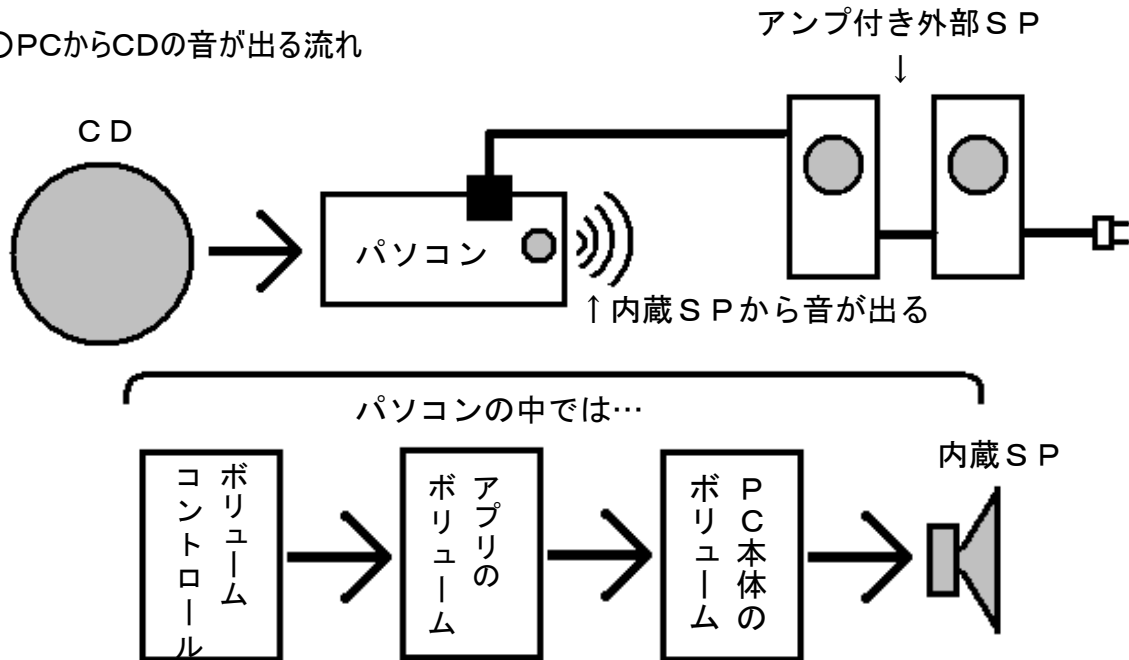 ○PCからCDの音が出る流れ
アンプ付き外部ＳＰ
↓
ＣＤ
パソコン
↑内蔵ＳＰから音が出る
パソコンの中では…
ボリューム
コントロール
アプリの
ボリューム
ＰＣ本体の
ボリューム
内蔵ＳＰ